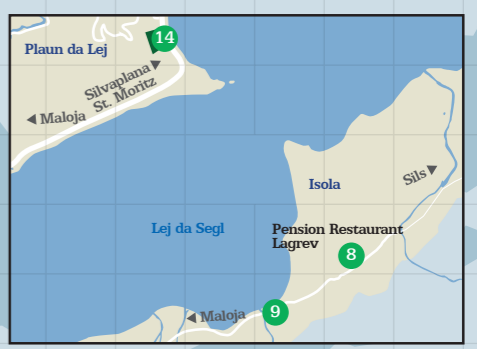 14
Plaun da Lej
Silvaplana
St. Moritz
Maloja
Sils
Isola
Lej da Segl
Pension Restaurant
Lagrev
8
9
Maloja